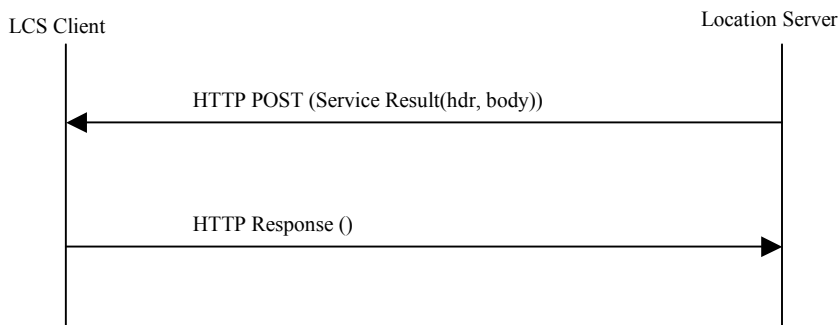 LCS Client
Location Server
HTTP POST (Service Result(hdr, body))
HTTP Response ()